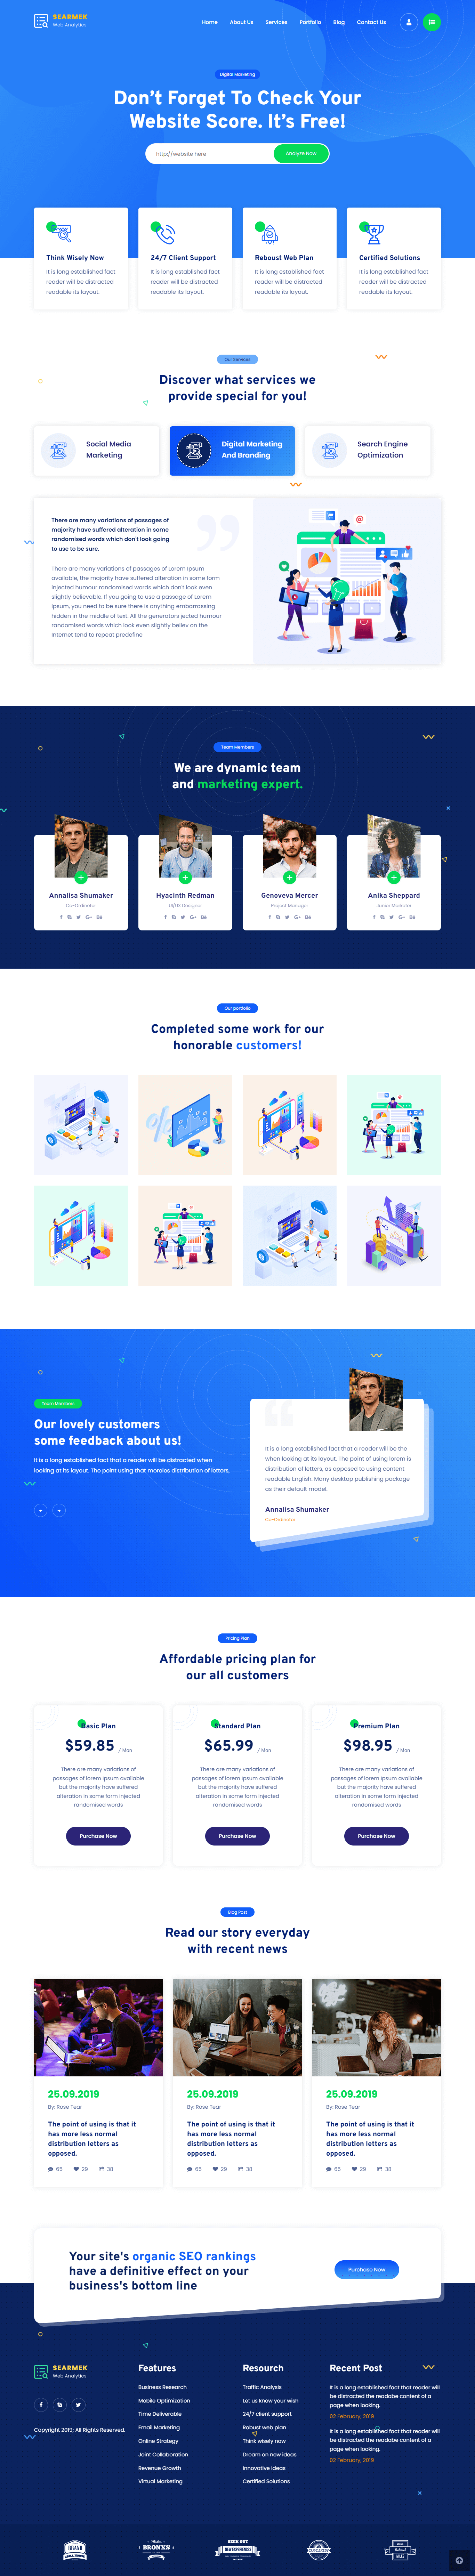 SEARMEK
Web Analytics
Home
About Us
Services
Portfolio
Blog
Contact Us
Digital Marketing
Don't Forget To Check Your
Website Score. It's Free!
http://website here
Analyze Now
Think Wisely Now
It is long established fact
reader will be distracted
readable its layout.
24/7 Client Support
It is long established fact
reader will be distracted
readable its layout.
Reboust Web Plan
It is long established fact
reader will be distracted
readable its layout.
Certified Solutions
It is long established fact
reader will be distracted
readable its layout.
Our Services
Discover what services we
provide special for you!
Social Media
Marketing
Digital Marketing
And Branding
Search Engine
Optimization
There are many variations of passages of
majority have suffered alteration in some
randomised words which don't look going
to use to be sure.
There are many variations of passages of Lorem Ipsum
available, the majority have suffered alteration in some form
injected humour randomised words which don't look even
slightly believable. If you going to use a passage of Lorem
Ipsum, you need to be sure there is anything embarrassing
hidden in the middle of text. All the generators jected humour
randomised words which look even slightly believ on the
Internet tend to repeat predefine
Team Members
We are dynamic team
and marketing expert.
Annalisa Shumaker
Co-Ordinetor
Hyacinth Redman
UI/UX Designer
Genoveva Mercer
Project Manager
Anika Sheppard
Junior Marketer
Our portfolio
Completed some work for our
honorable customers!
Team Members
Our lovely customers
some feedback about us!
It is a long established fact that a reader will be distracted when
looking at its layout. The point using that moreles distribution of letters,
It is a long established fact that a reader will be the
when looking at it layout. The point of using lorem is
distribution of letters, as opposed to using content
readable English. Many desktop publishing package
as their default model.
Annalisa Shumaker
Co-Ordinetor
Pricing Plan
Affordable pricing plan for
our all customers
Basic Plan
$59.85 / Mon
There are many variations of
passages of lorem Ipsum available
but the majority have suffered
alteration in some form injected
randomised words
Purchase Now
Standard Plan
$65.99 / Mon
There are many variations of
passages of lorem Ipsum available
but the majority have suffered
alteration in some form injected
randomised words
Purchase Now
Premium Plan
$98.95 / Mon
There are many variations of
passages of lorem Ipsum available
but the majority have suffered
alteration in some form injected
randomised words
Purchase Now
Blog Post
Read our story everyday
with recent news
25.09.2019
By: Rose Tear
The point of using is that it
has more less normal
distribution letters as
opposed.
65 29 38
25.09.2019
By: Rose Tear
The point of using is that it
has more less normal
distribution letters as
opposed.
65 29 38
25.09.2019
By: Rose Tear
The point of using is that it
has more less normal
distribution letters as
opposed.
65 29 38
Your site's organic SEO rankings
have a definitive effect on your
business's bottom line
Purchase Now
SEARMEK
Web Analytics
Copyright 2019; All Rights Reserved.
Features
Business Research
Mobile Optimization
Time Deliverable
Email Marketing
Online Strategy
Joint Collaboration
Revenue Growth
Virtual Marketing
Resourch
Traffic Analysis
Let us know your wish
24/7 client support
Robust web plan
Think wisely now
Dream on new ideas
Innovative Ideas
Certified Solutions
Recent Post
It is a long established fact that reader will
be distracted the readabe content of a
page when looking.
02 February, 2019
It is a long established fact that reader will
be distracted the readabe content of a
page when looking.
02 February, 2019
BRAND
BRONXS
NEW EXPERIENCES
CUPCAKES